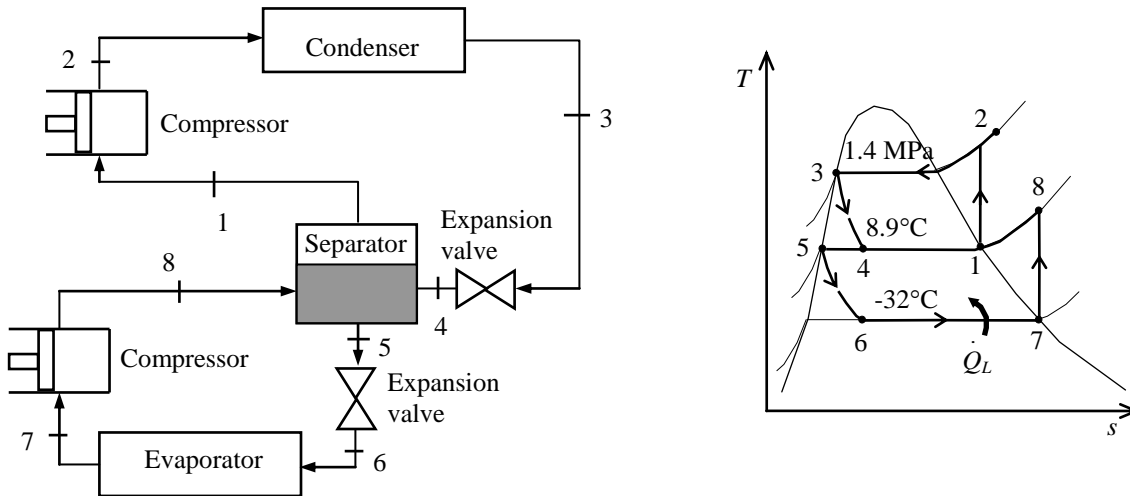 2
Condenser
3
Compressor
1
Separator
Expansion
valve
8
4
5
Compressor
Expansion
valve
7
Evaporator
6
T
2
3
1.4 MPa
8
5
8.9°C
4
1
-32°C
6
7
Q̇L
s